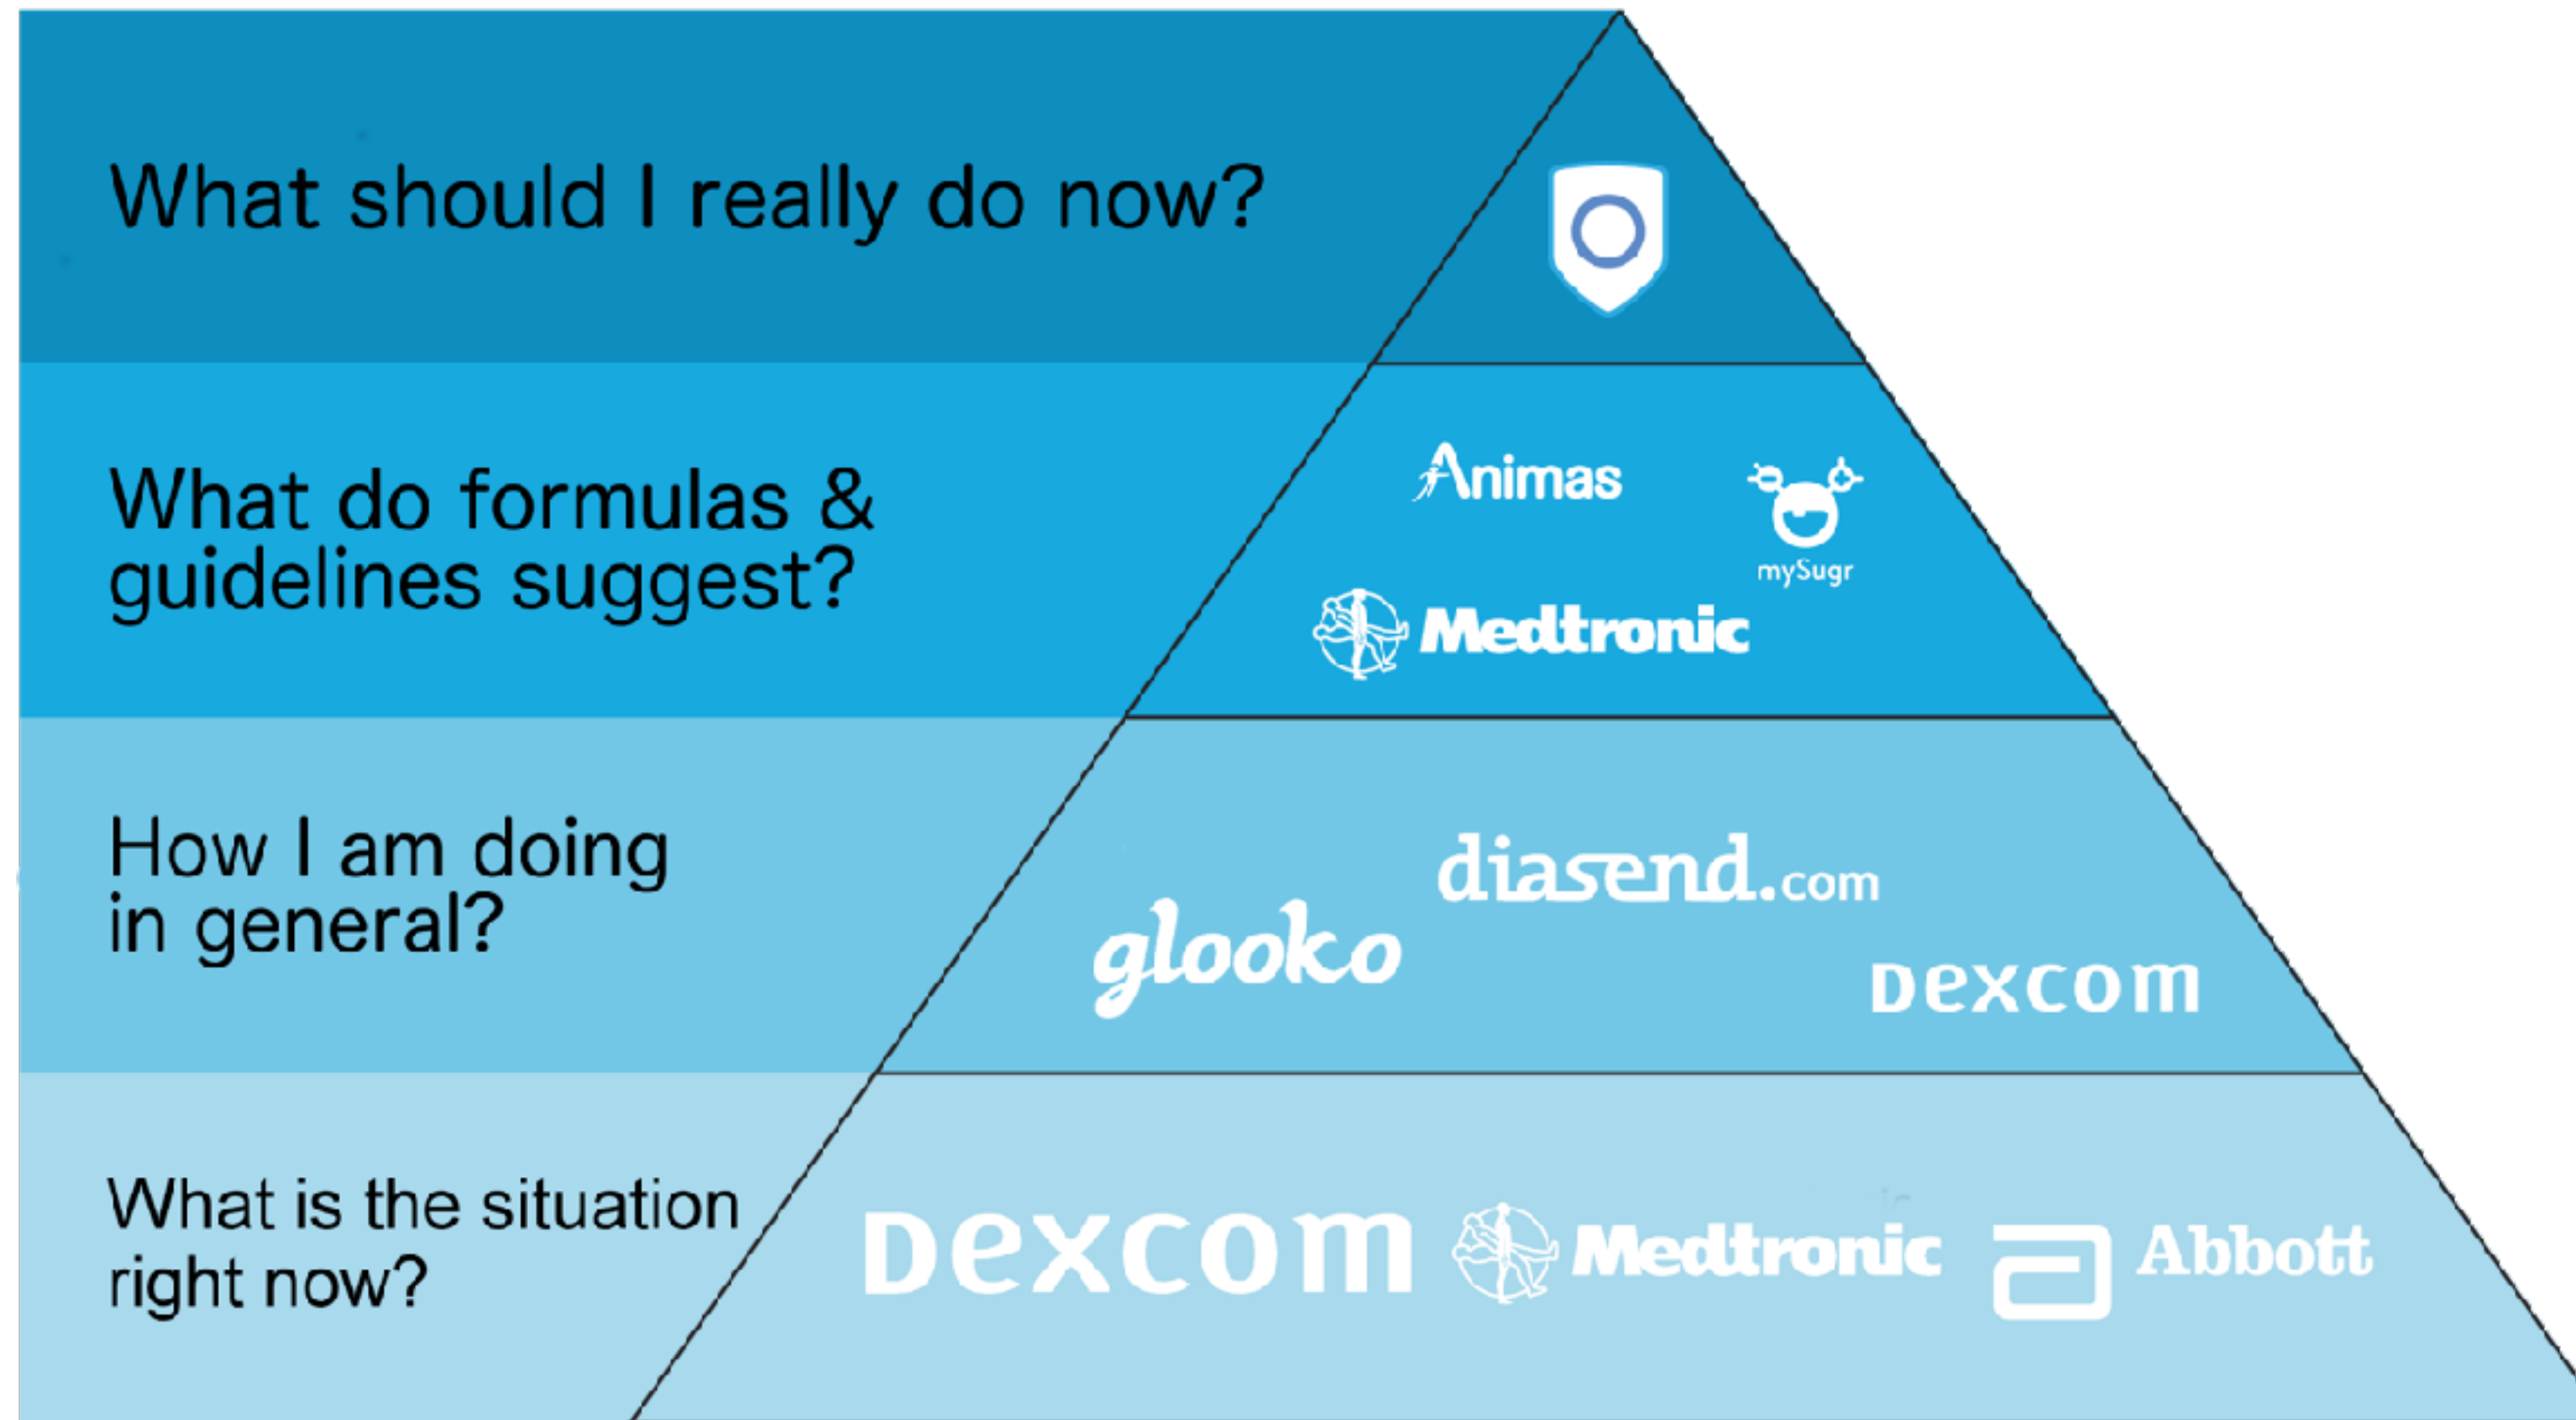 What should I really do now?
What do formulas &
guidelines suggest?
Animas
mySugr
Medtronic
How I am doing
in general?
diasend.com
glooko
Dexcom
What is the situation
right now?
Dexcom
Medtronic
Abbott